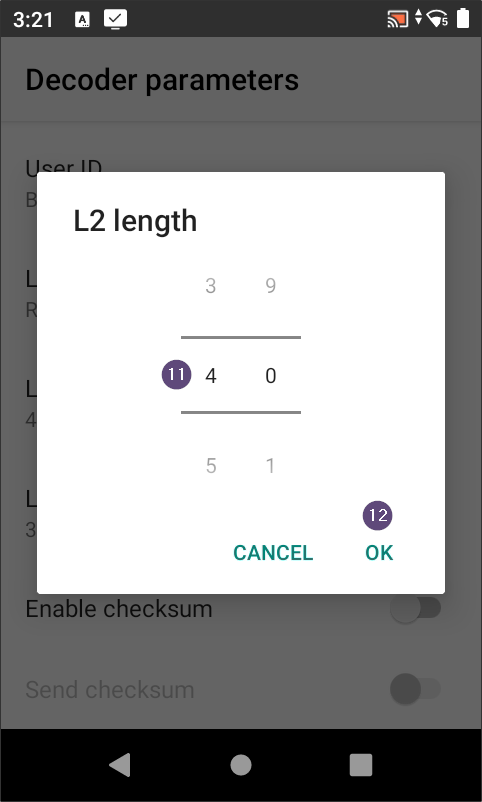 3:21
A
5
Decoder parameters
User ID
B
L2 length
L
3 9
R
11 4 0
L
4
5 1
L
12
3
CANCEL OK
Enable checksum
Send checksum